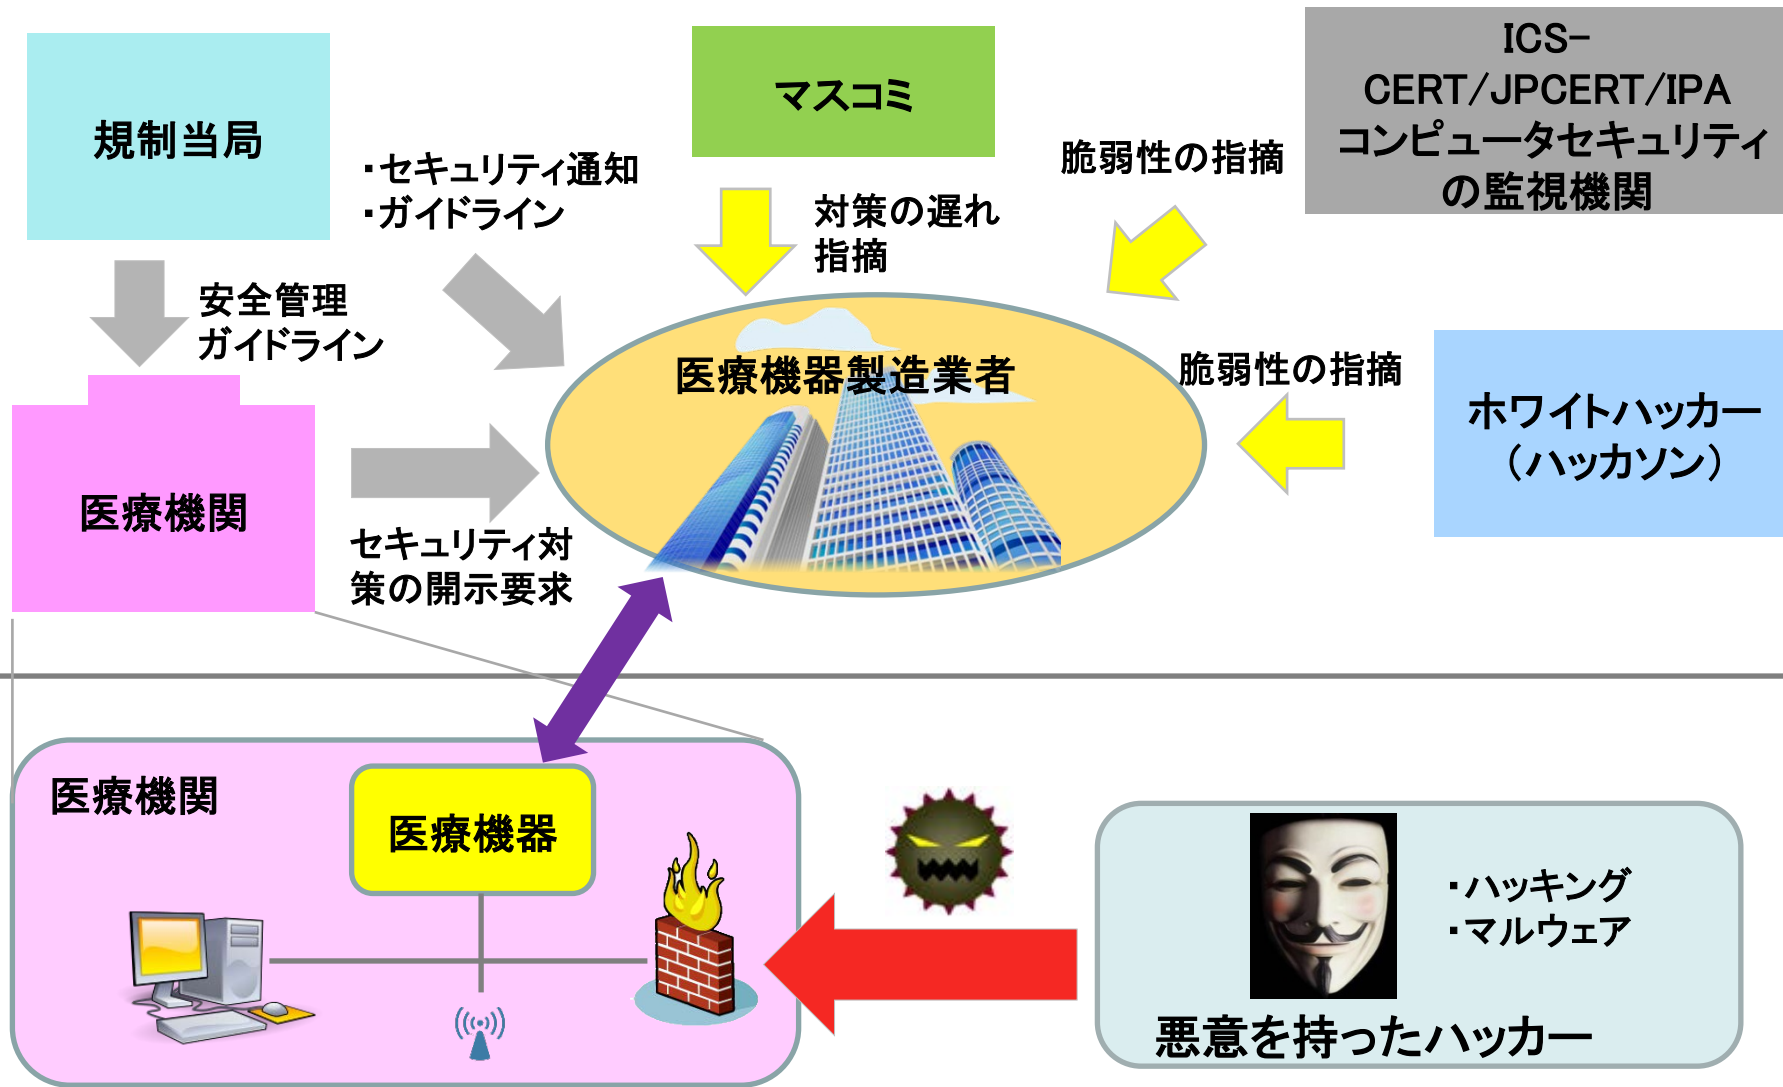 規制当局
・セキュリティ通知
・ガイドライン
マスコミ
対策の遅れ
指摘
脆弱性の指摘
ICS-
CERT/JPCERT/IPA
コンピュータセキュリティ
の監視機関
安全管理
ガイドライン
医療機器製造業者
脆弱性の指摘
ホワイトハッカー
（ハッカソン）
医療機関
セキュリティ対
策の開示要求
医療機関
医療機器
・ハッキング
・マルウェア
悪意を持ったハッカー